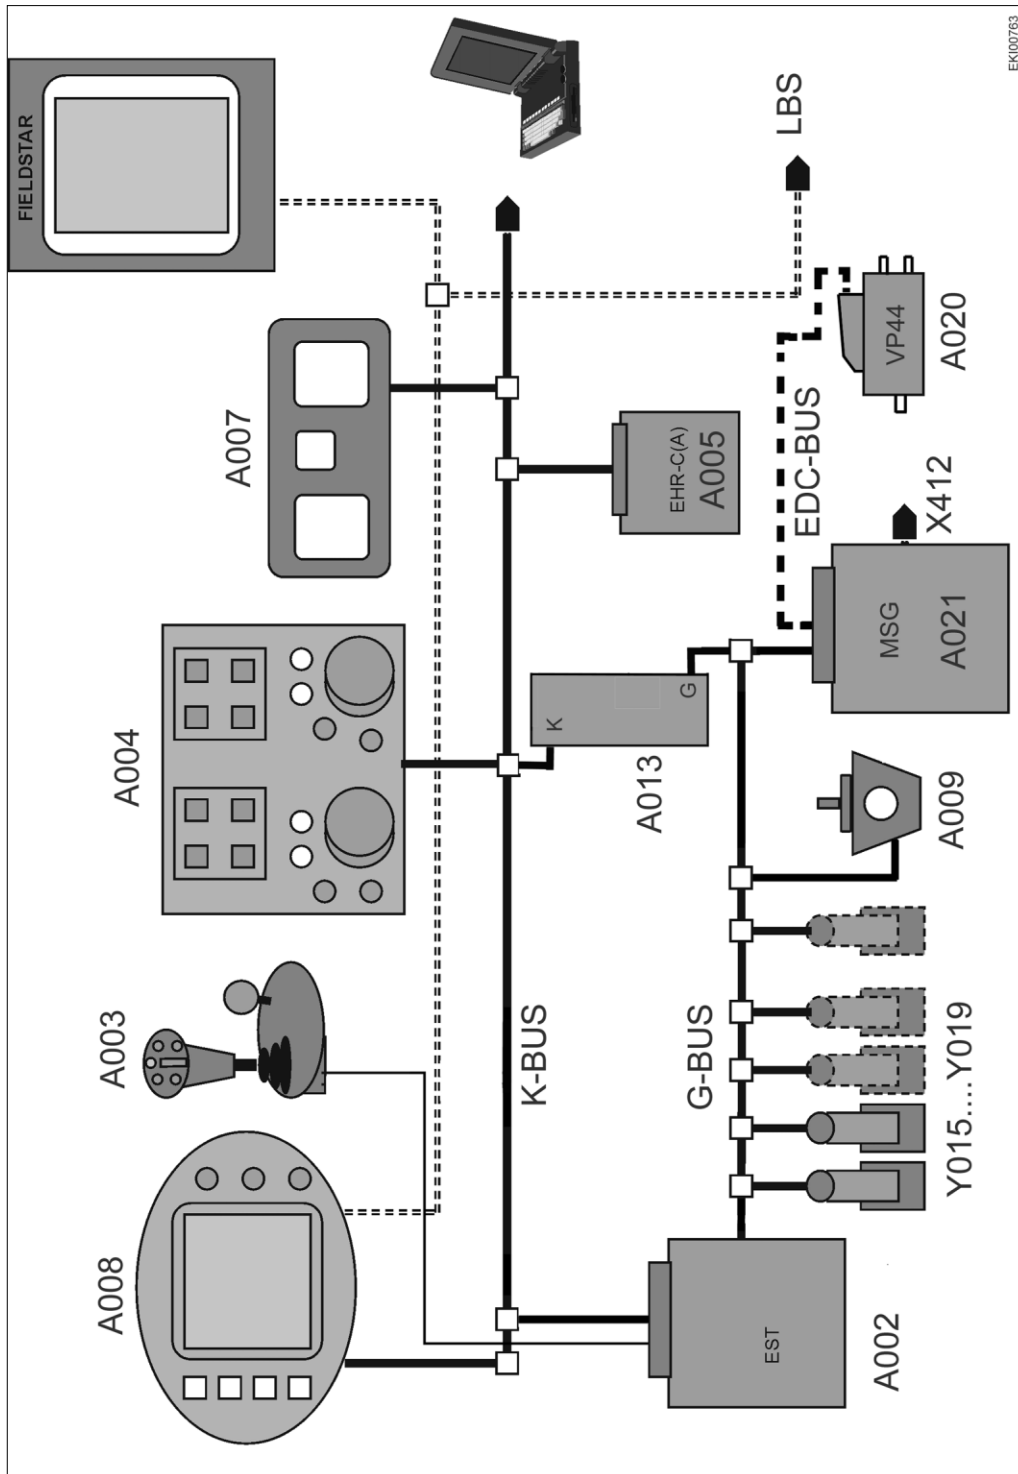 EKI00763
FIELDSTAR
LBS
A007
VP44
A020
EHR-C(A)
A005
EDC-BUS
X412
A004
K
G
A013
MSG
A021
A009
A003
K-BUS
G-BUS
Y015....Y019
A008
EST
A002